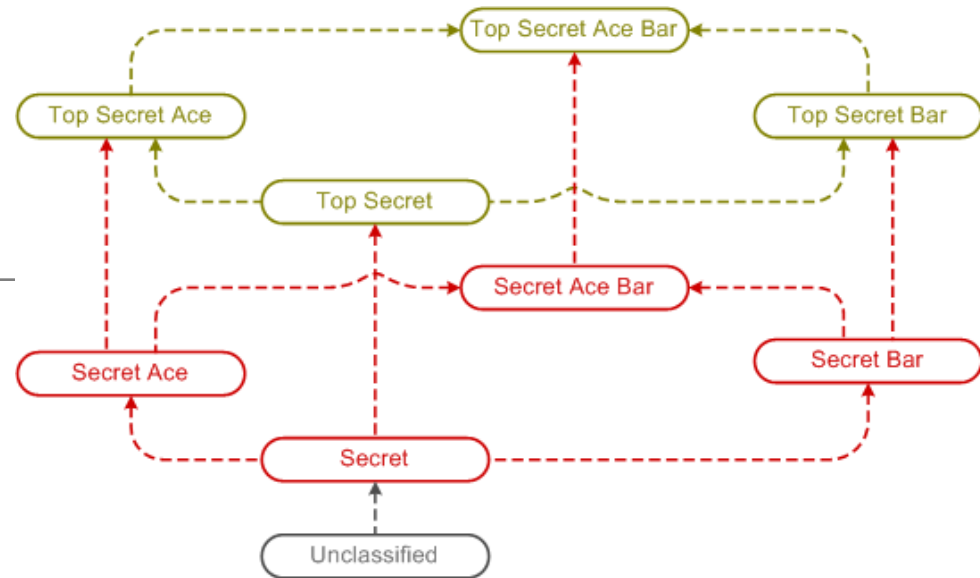 Top Secret Ace Bar
Top Secret Ace
Top Secret Bar
Top Secret
Secret Ace Bar
Secret Ace
Secret Bar
Secret
Unclassified